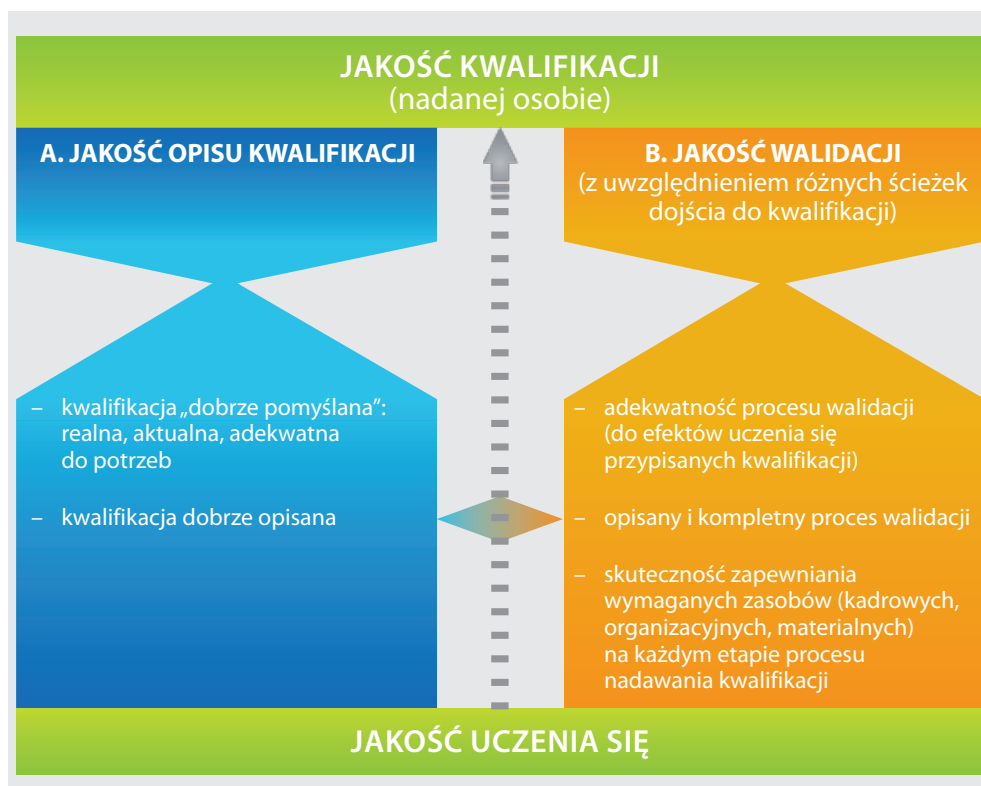 JAKOŚĆ KWALIFIKACJI
(nadanej osobie)
A. JAKOŚĆ OPISU KWALIFIKACJI
– kwalifikacja „dobrze pomyślana”:
realna, aktualna, adekwatna
do potrzeb
– kwalifikacja dobrze opisana
B. JAKOŚĆ WALIDACJI
(z uwzględnieniem różnych ścieżek
dojścia do kwalifikacji)
– adekwatność procesu walidacji
(do efektów uczenia się
przypisanych kwalifikacji)
– opisany i kompletny proces walidacji
– skuteczność zapewniania
wymaganych zasobów (kadrowych,
organizacyjnych, materialnych)
na każdym etapie procesu
nadawania kwalifikacji
JAKOŚĆ UCZENIA SIĘ